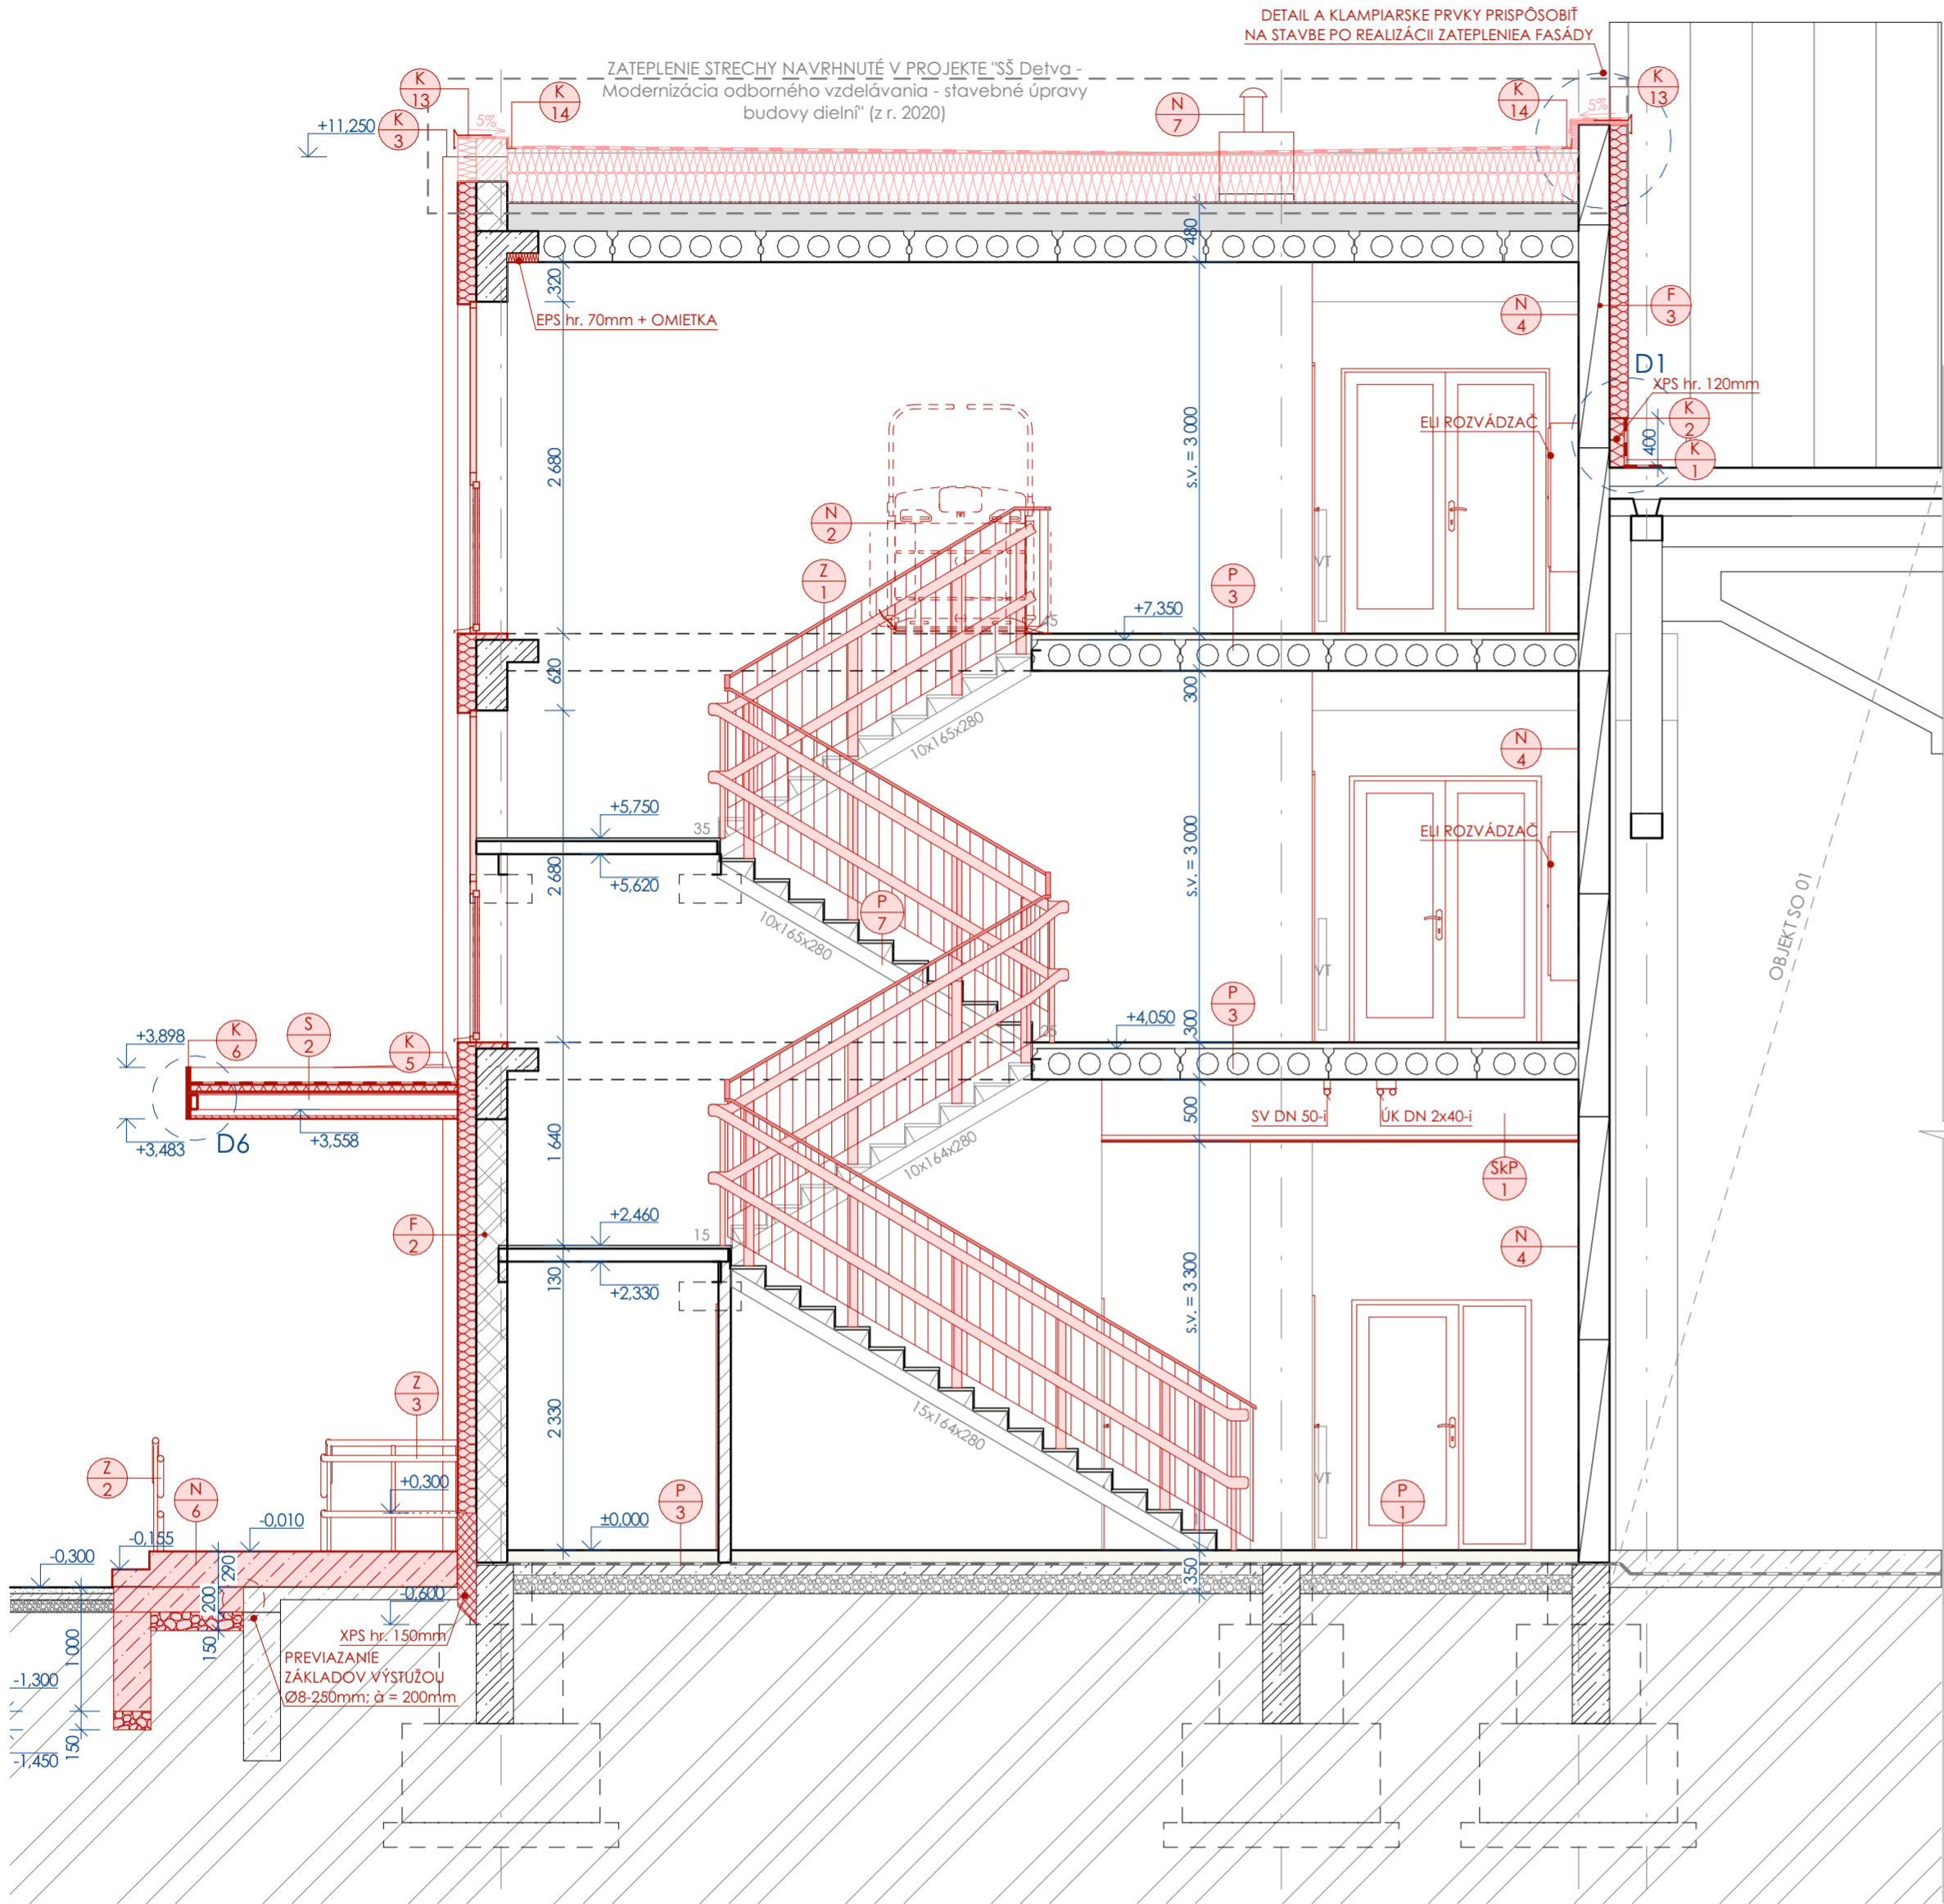 DETAIL A KLAMPIARSKE PRVKY PRISPÔSOBIŤ
NA STAVBE PO REALIZÁCII ZATEPLENIEA FASÁDY
ZATEPLENIE STRECHY NAVRHNUTÉ V PROJEKTE "SŠ Detva -
Modernizácia odborného vzdelávania - stavebné úpravy
budovy dielní" (z r. 2020)
K
13
K
14
K
3
N
7
K
14
K
13
5%
5%
+11,250
480
320
EPS hr. 70mm + OMIETKA
N
4
F
3
D1
XPS hr. 120mm
K
2
400
K
1
ELI ROZVÁDZAČ
2 680
s.v. = 3 000
N
2
Z
1
VT
P
3
+7,350
45
620
300
10x165x280
N
4
+5,750
35
ELI ROZVÁDZAČ
2 680
+5,620
s.v. = 3 000
P
7
10x165x280
OBJEKT SO 01
VT
P
3
+4,050
300
25
+3,898
K
6
S
2
K
5
+3,483
D6
+3,558
1 640
500
SV DN 50-i
ÚK DN 2x40-i
10x164x280
SkP
1
F
2
+2,460
15
N
4
130
+2,330
s.v. = 3 300
Z
3
2 330
15x164x280
Z
2
N
6
+0,300
P
3
P
1
VT
-0,010
±0,000
-0,155
-0,300
290
200
-0,600
350
150
XPS hr. 150mm
PREVIAZANIE
ZÁKLADOV VÝSTUŽOU
Ø8-250mm; à = 200mm
1 000
-1,300
150
-1,450